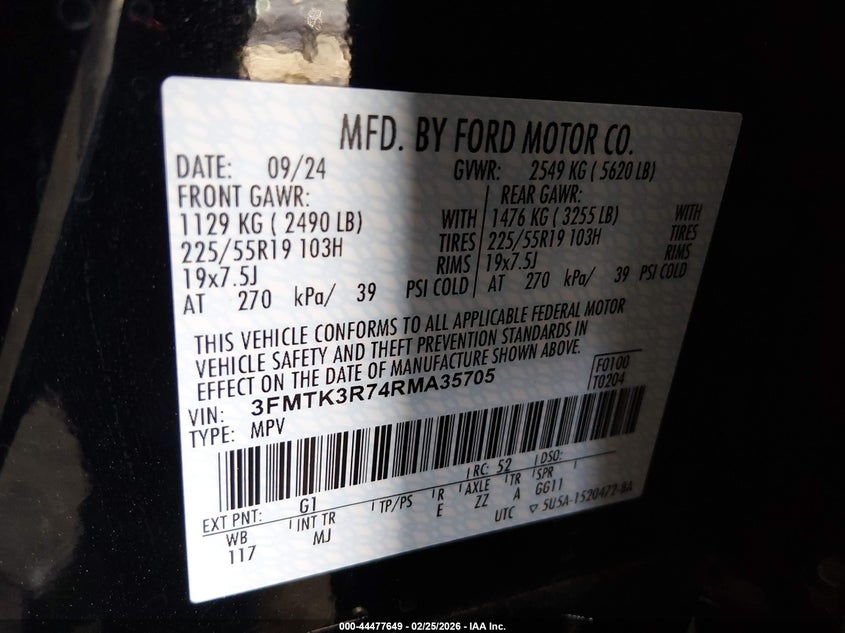 MFD. BY FORD MOTOR CO.
DATE: 09/24 GVWR: 2549 KG ( 5620 LB)
FRONT GAWR: REAR GAWR:
1129 KG ( 2490 LB) WITH 1476 KG ( 3255 LB) WITH
225/55R19 103H TIRES 225/55R19 103H TIRES
19x7.5J RIMS 19x7.5J RIMS
AT 270 kPa/ 39 PSI COLD AT 270 kPa/ 39 PSI COLD
THIS VEHICLE CONFORMS TO ALL APPLICABLE FEDERAL MOTOR
VEHICLE SAFETY AND THEFT PREVENTION STANDARDS IN
EFFECT ON THE DATE OF MANUFACTURE SHOWN ABOVE.
VIN: 3FMTK3R74RMA35705 F0100
TYPE: MPV T0204
RC: 52 DSO:
EXT PNT: G1 TP/PS R AXLE TR SPR
WB INT TR E ZZ A GG11
117 MJ UTC ▽ 5U5A-1520472-BA
000-44477649 - 02/25/2026 - IAA Inc.